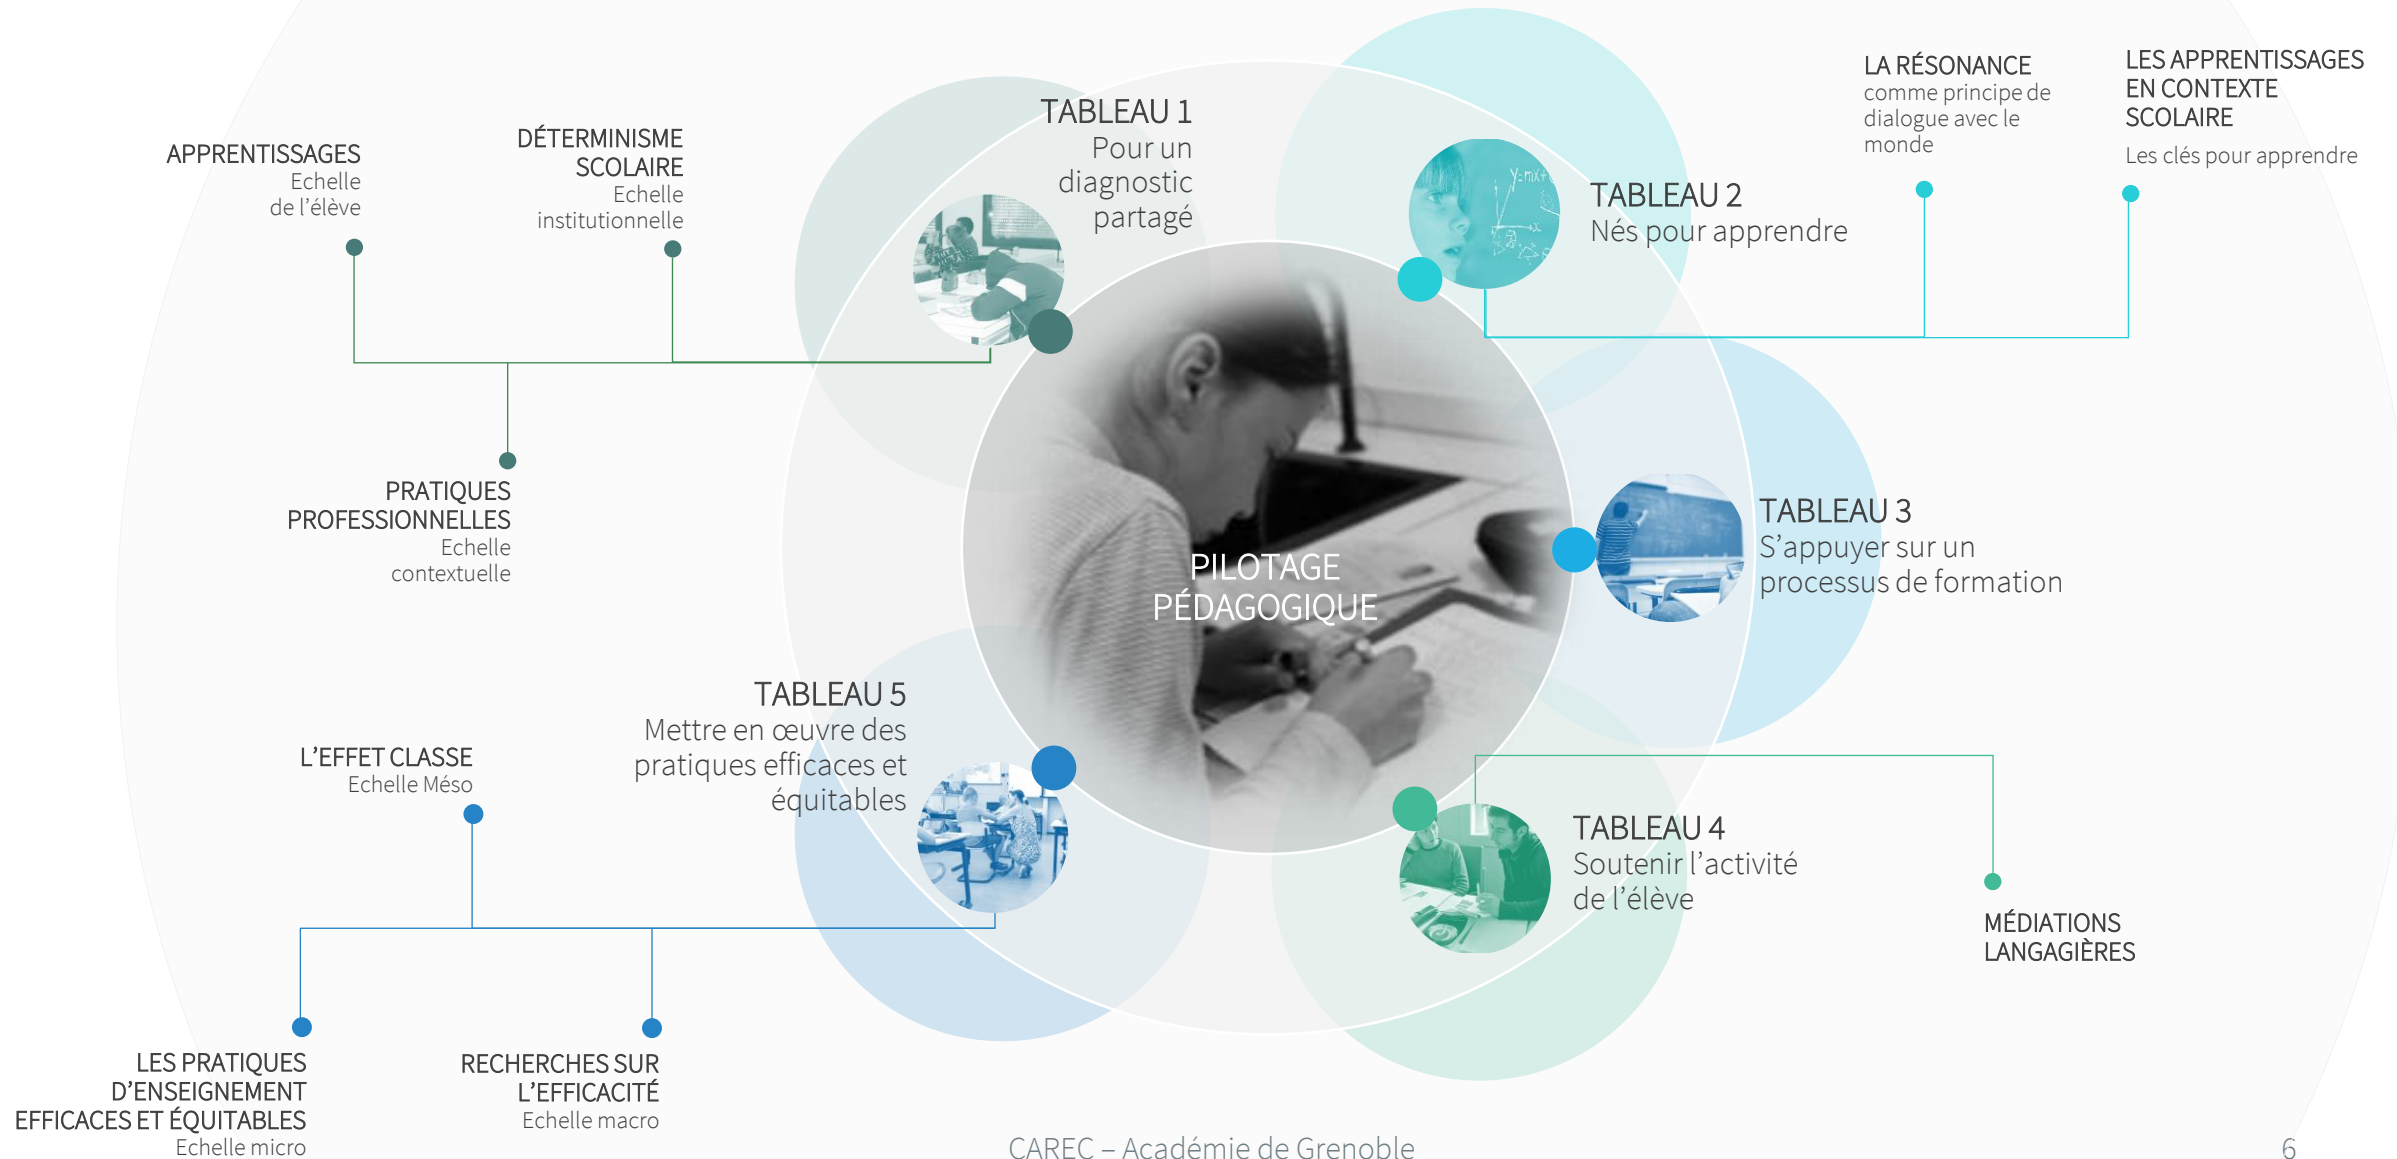 TABLEAU 1
Pour un
diagnostic
partagé
APPRENTISSAGES
Echelle
de l’élève
DÉTERMINISME
SCOLAIRE
Echelle
institutionnelle
PRATIQUES
PROFESSIONNELLES
Echelle
contextuelle
TABLEAU 2
Nés pour apprendre
LA RÉSONANCE
comme principe de
dialogue avec le
monde
LES APPRENTISSAGES
EN CONTEXTE
SCOLAIRE
Les clés pour apprendre
y=mx+
PILOTAGE
PÉDAGOGIQUE
TABLEAU 3
S’appuyer sur un
processus de formation
TABLEAU 4
Soutenir l’activité
de l’élève
MÉDIATIONS
LANGAGIÈRES
TABLEAU 5
Mettre en œuvre des
pratiques efficaces et
équitables
L’EFFET CLASSE
Echelle Méso
LES PRATIQUES
D’ENSEIGNEMENT
EFFICACES ET ÉQUITABLES
Echelle micro
RECHERCHES SUR
L’EFFICACITÉ
Echelle macro
CAREC – Académie de Grenoble
6